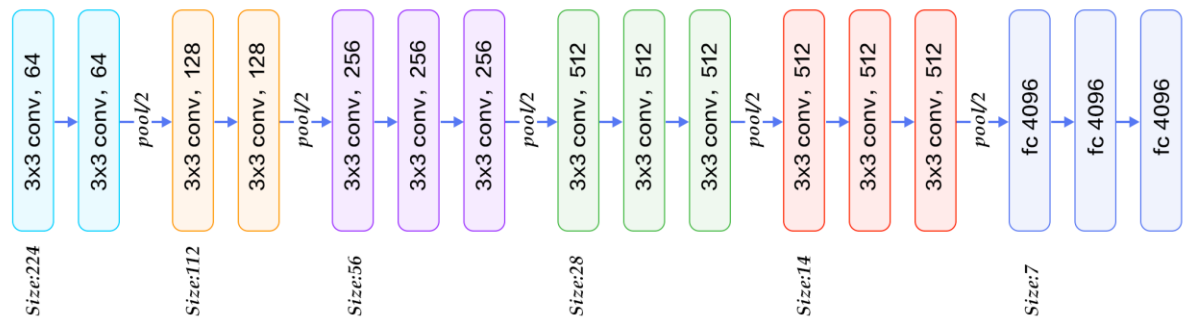 3x3 conv, 64
3x3 conv, 64
pool/2
3x3 conv, 128
3x3 conv, 128
pool/2
3x3 conv, 256
3x3 conv, 256
3x3 conv, 256
pool/2
3x3 conv, 512
3x3 conv, 512
3x3 conv, 512
pool/2
3x3 conv, 512
3x3 conv, 512
3x3 conv, 512
pool/2
fc 4096
fc 4096
fc 4096
Size:224
Size:112
Size:56
Size:28
Size:14
Size:7